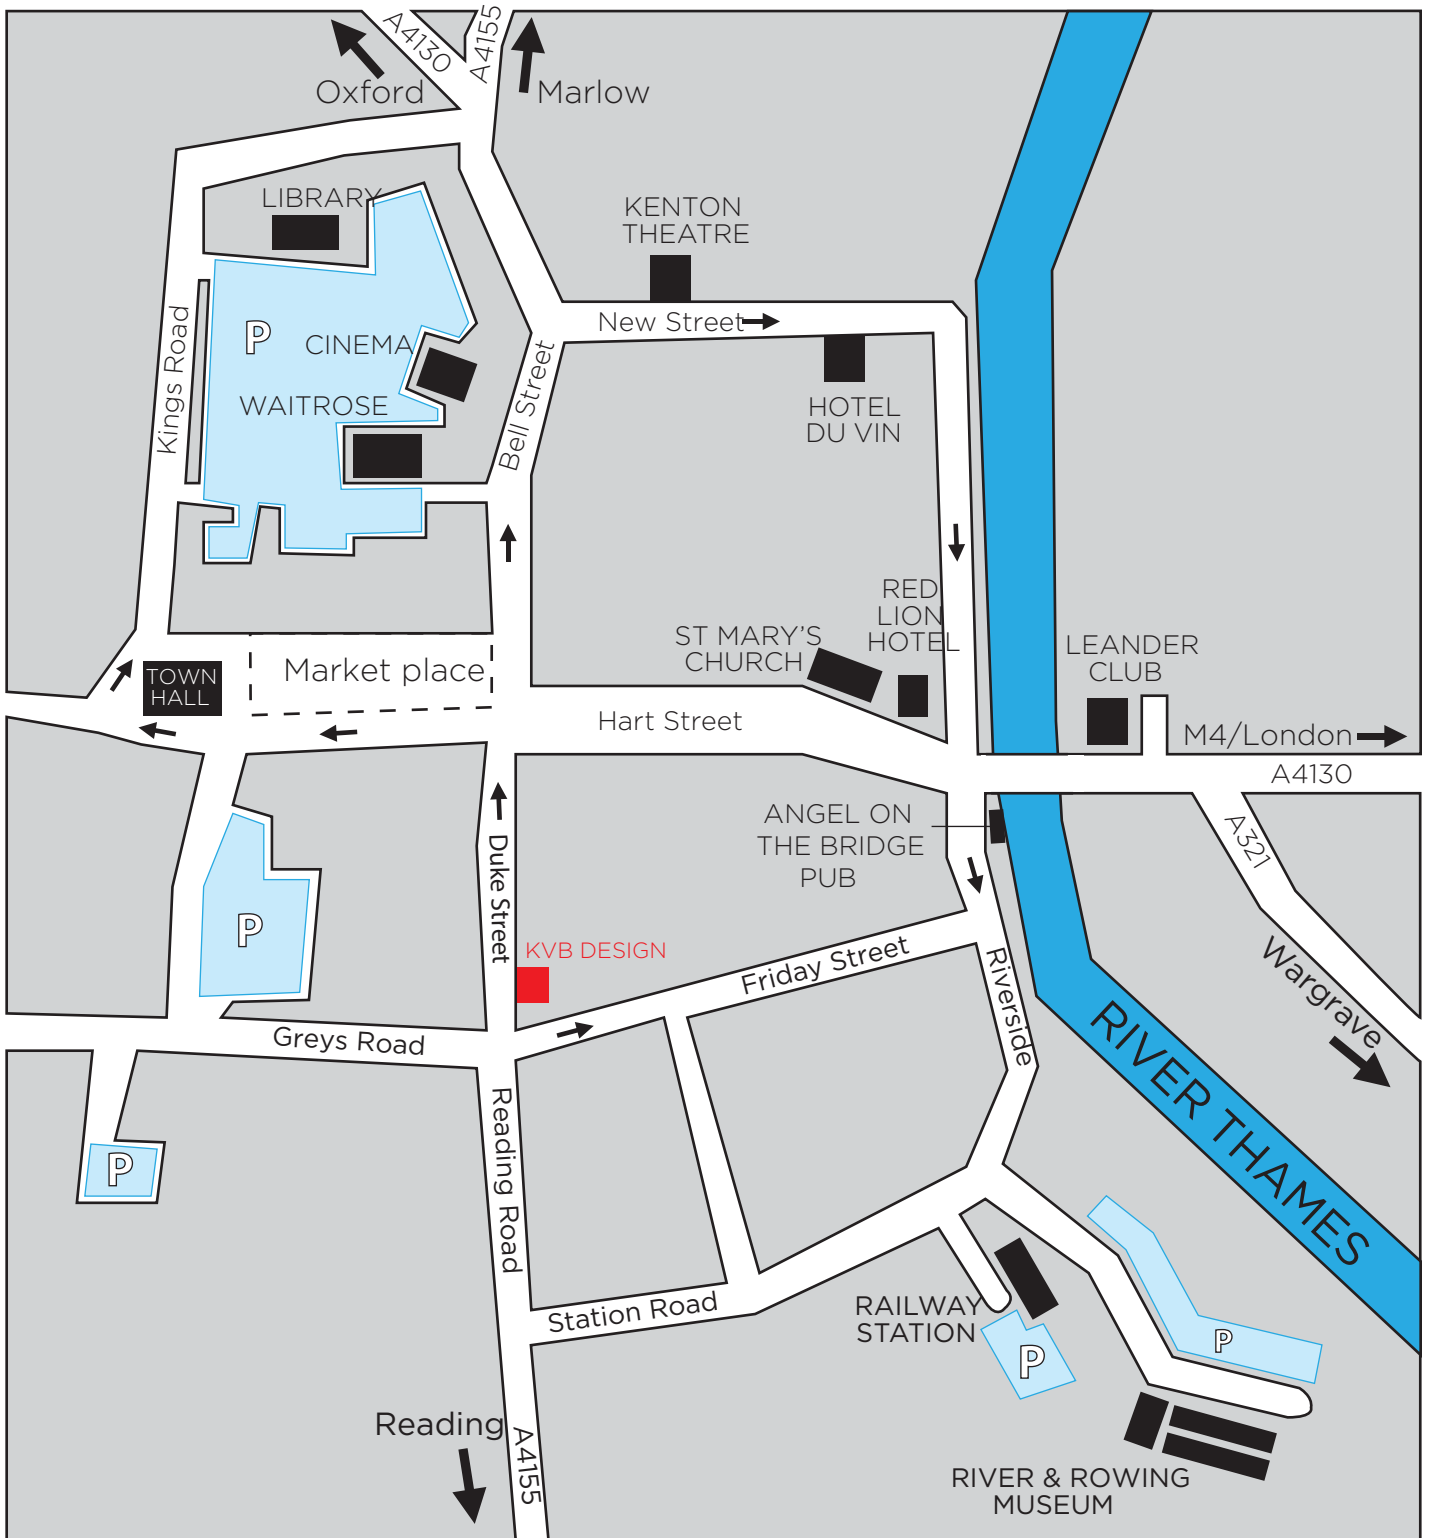 A4130
A4155
Oxford
Marlow
LIBRARY
KENTON
THEATRE
New Street
P
CINEMA
Kings Road
WAITROSE
Bell Street
HOTEL
DU VIN
RED
LION
HOTEL
ST MARY'S
CHURCH
LEANDER
CLUB
TOWN
HALL
Market place
Hart Street
M4/London
A4130
ANGEL ON
THE BRIDGE
PUB
A321
Duke Street
P
KVB DESIGN
Friday Street
Riverside
Wargrave
Greys Road
RIVER THAMES
Reading Road
P
Station Road
RAILWAY
STATION
P
P
Reading
A4155
RIVER & ROWING
MUSEUM